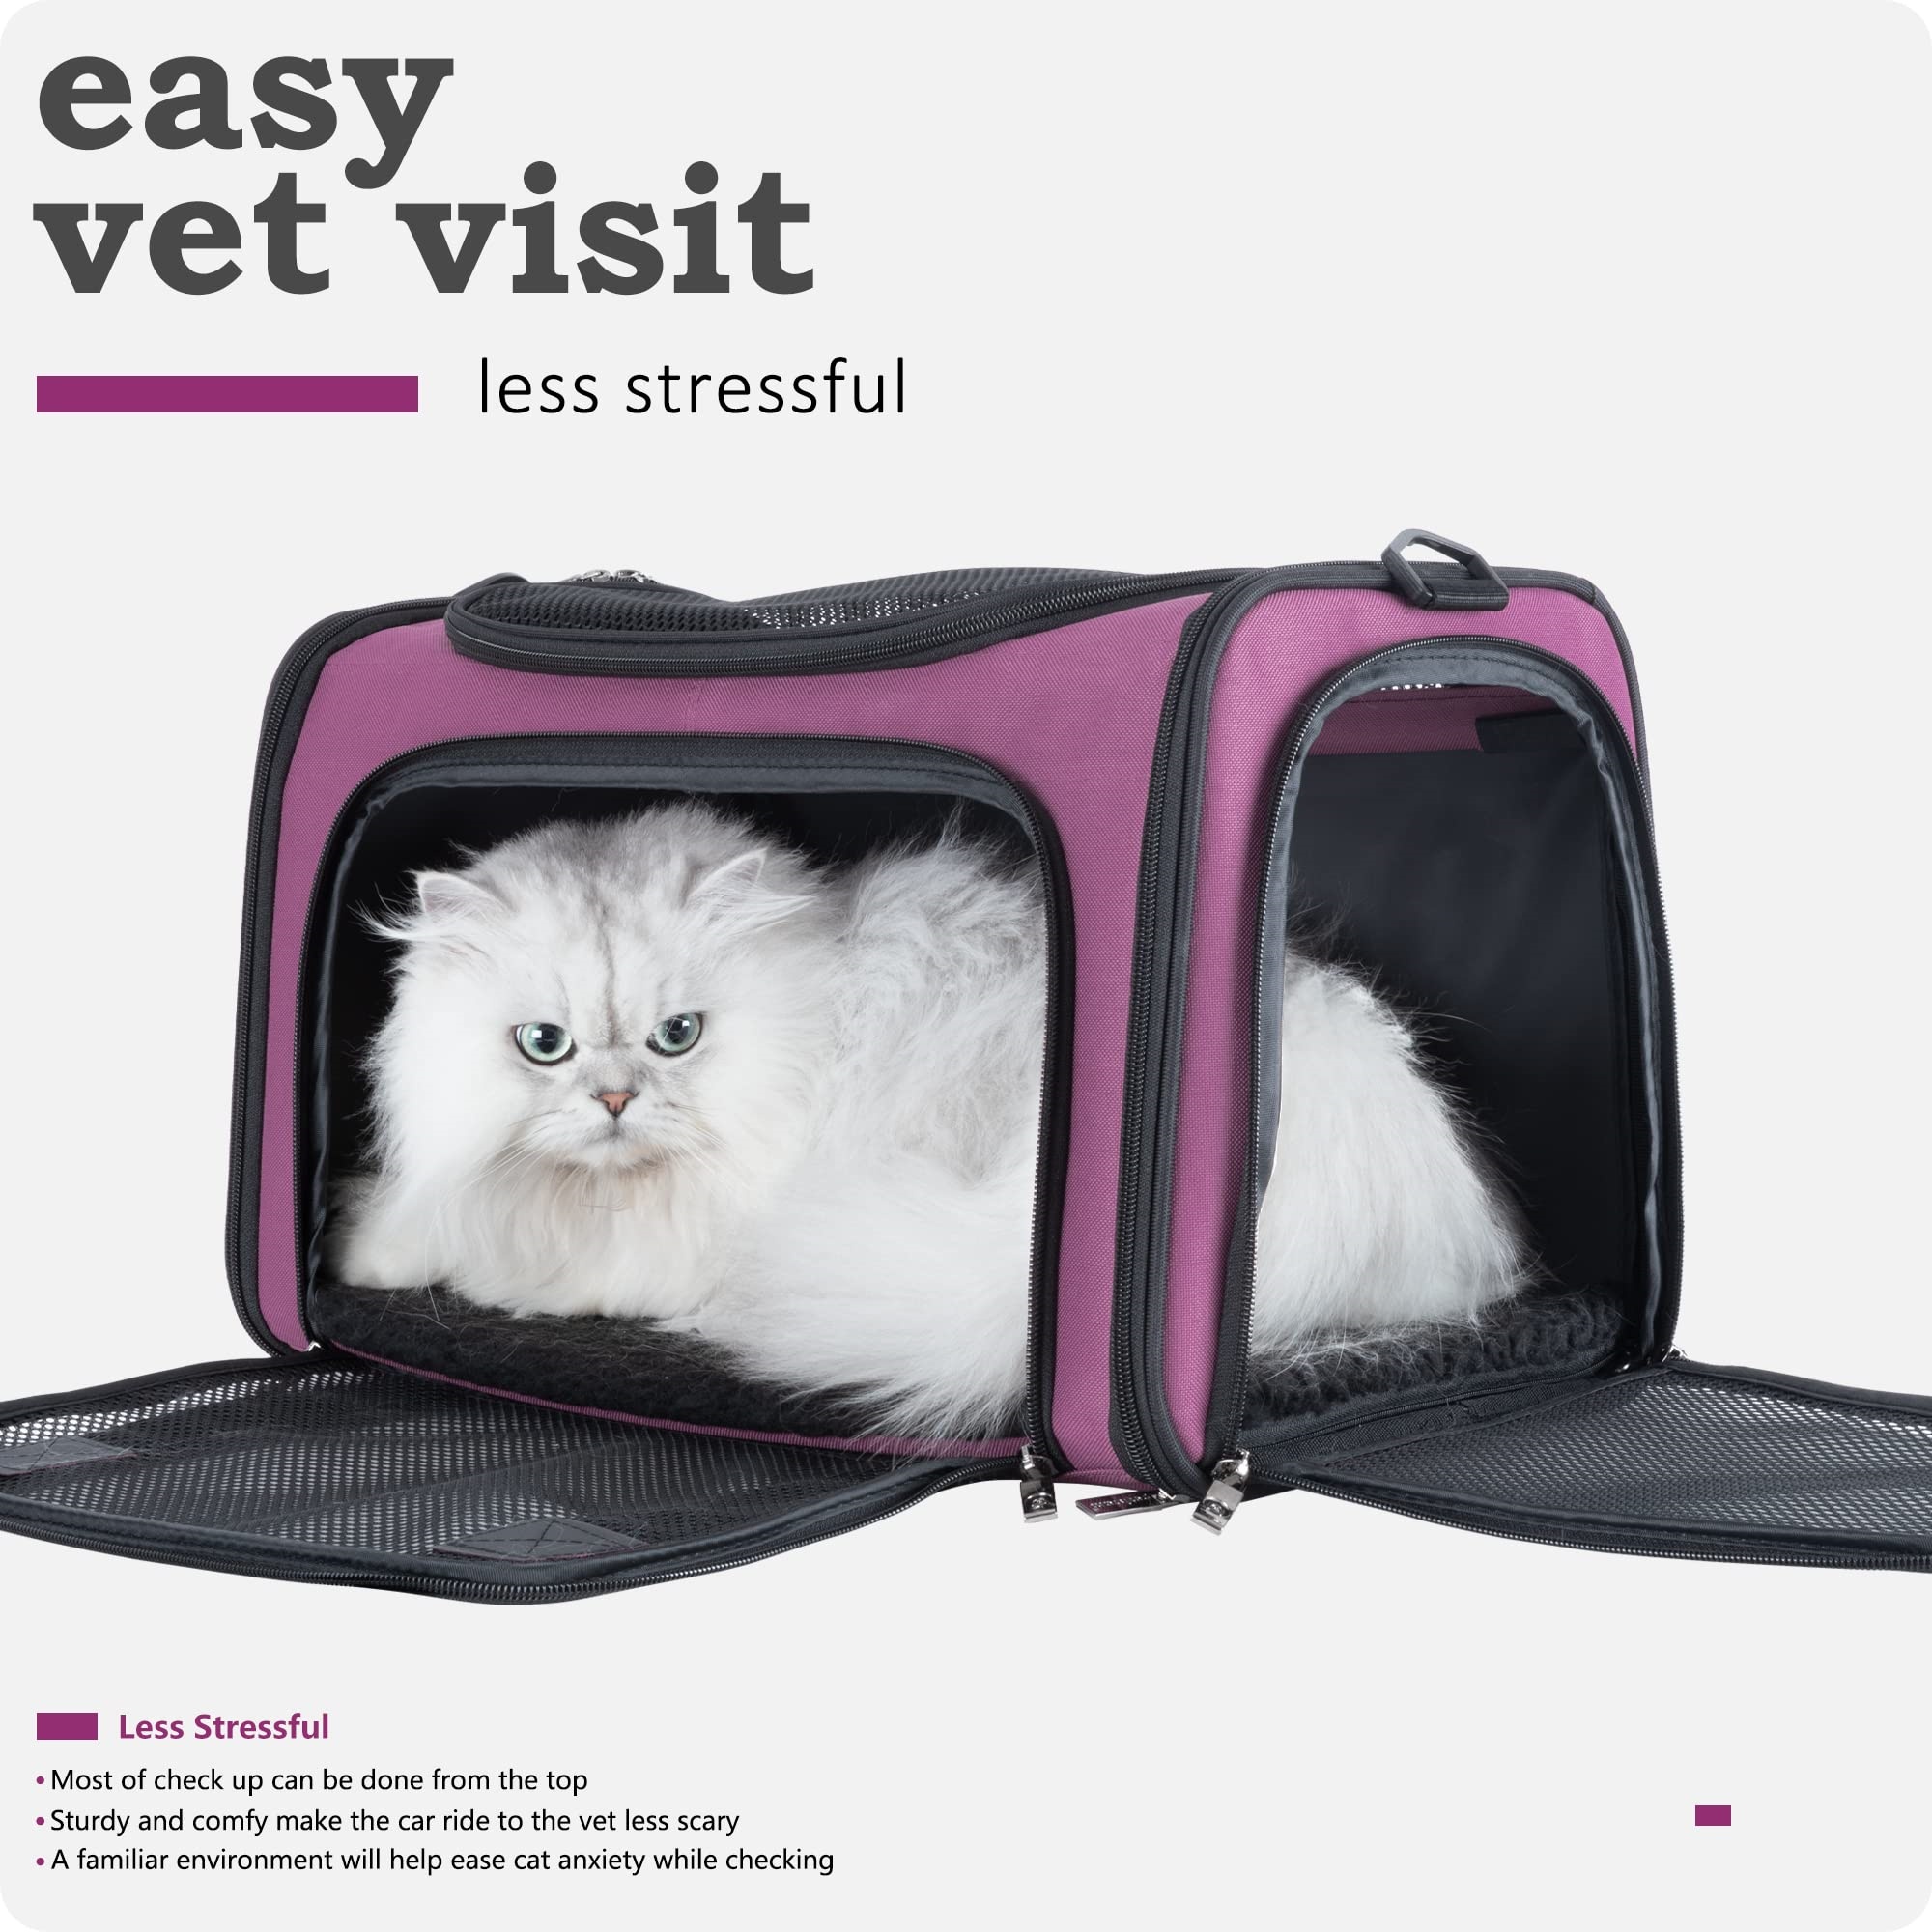 easy
vet visit
less stressful
Less Stressful
• Most of check up can be done from the top
• Sturdy and comfy make the car ride to the vet less scary
• A familiar environment will help ease cat anxiety while checking